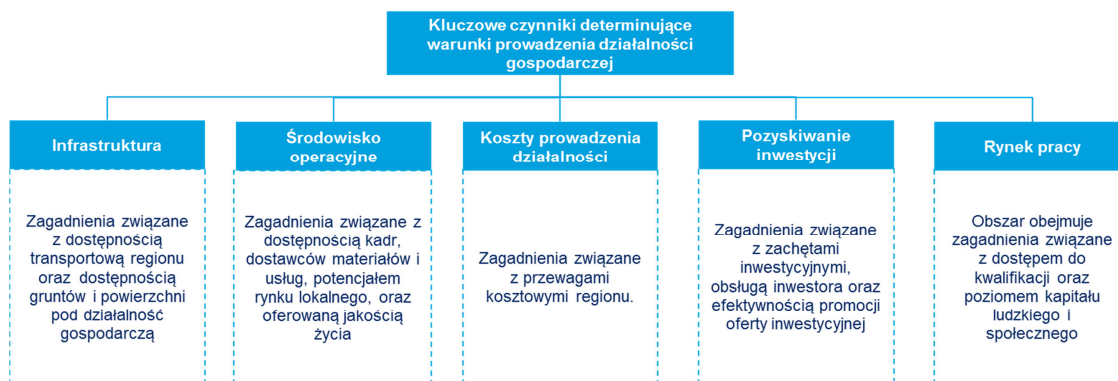 Kluczowe czynniki determinujące
warunki prowadzenia działalności
gospodarczej
Infrastruktura
Zagadnienia związane
z dostępnością
transportową regionu
oraz dostępnością
gruntów i powierzchni
pod działalność
gospodarczą
Środowisko
operacyjne
Zagadnienia związane z
dostępnością kadr,
dostawców materiałów i
usług, potencjałem
rynku lokalnego, oraz
oferowaną jakością
życia
Koszty prowadzenia
działalności
Zagadnienia związane
z przewagami
kosztowymi regionu.
Pozyskiwanie
inwestycji
Zagadnienia związane
z zachętami
inwestycyjnymi,
obsługą inwestora oraz
efektywnością promocji
oferty inwestycyjnej
Rynek pracy
Obszar obejmuje
zagadnienia związane
z dostępem do
kwalifikacji oraz
poziomem kapitału
ludzkiego i
społecznego